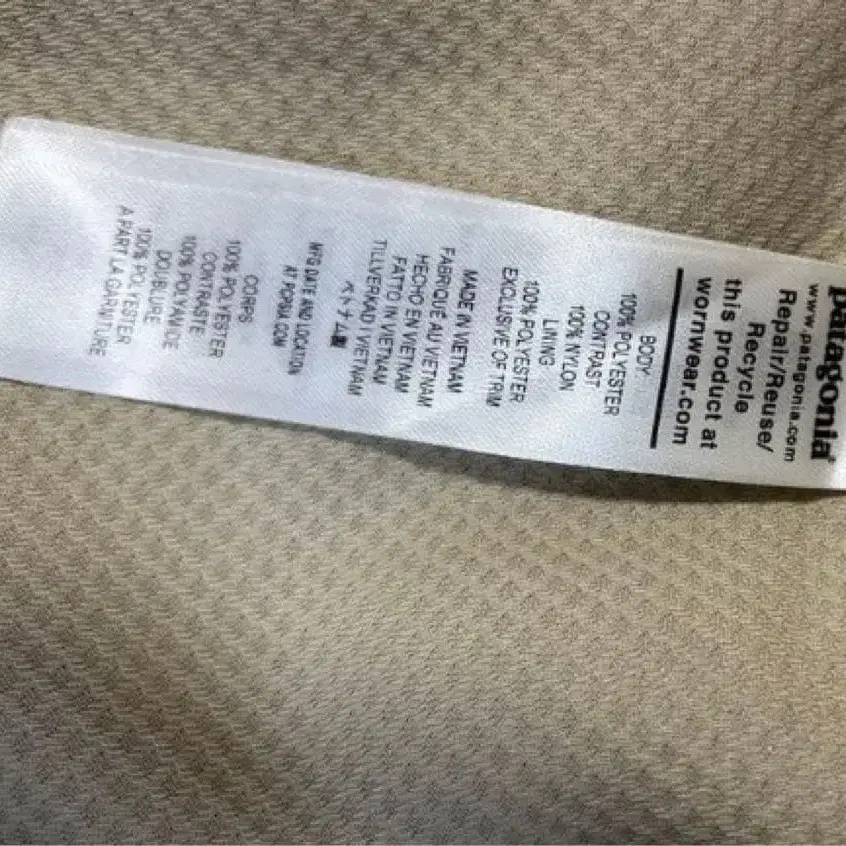 patagonia
www.patagonia.com
Repair/Reuse/
Recycle
this product at
wornwear.com
BODY:
100% POLYESTER
CONTRAST
100% NYLON
LINING
100% POLYESTER
EXCLUSIVE OF TRIM
MADE IN VIETNAM
FABRIQUÉ AU VIETNAM
HECHO EN VIETNAM
FATTO IN VIETNAM
TILLVERKAD I VIETNAM
ベトナム製
MFG DATE AND LOCATION
AT PCPNIA.COM
CORPS
100% POLYESTER
CONTRASTE
100% POLYAMIDE
DOUBLURE
100% POLYESTER
A PART LA GARNITURE